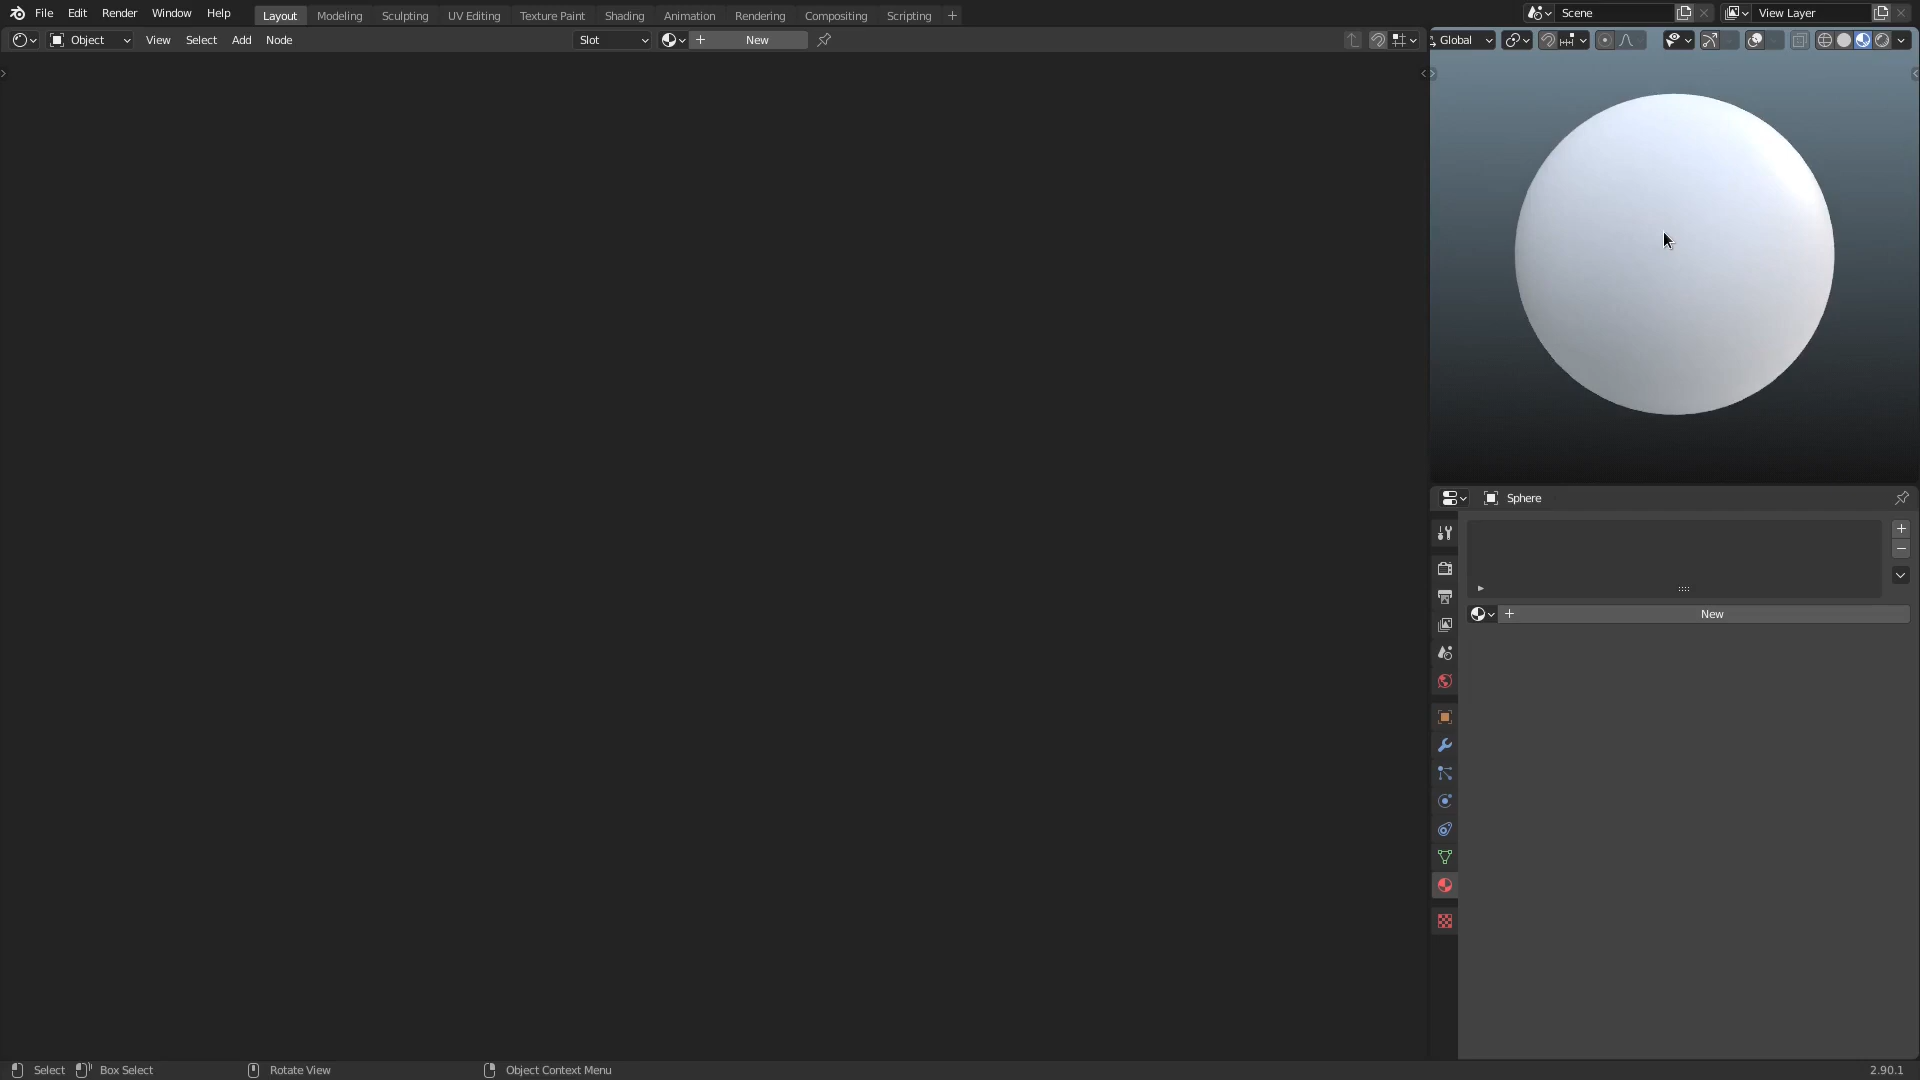 File Edit Render Window Help Layout Modeling Sculpting UV Editing Texture Paint Shading Animation Rendering Compositing Scripting + Scene View Layer
Object View Select Add Node Slot + New Global
Sphere
+ New
Select Box Select Rotate View Object Context Menu 2.90.1